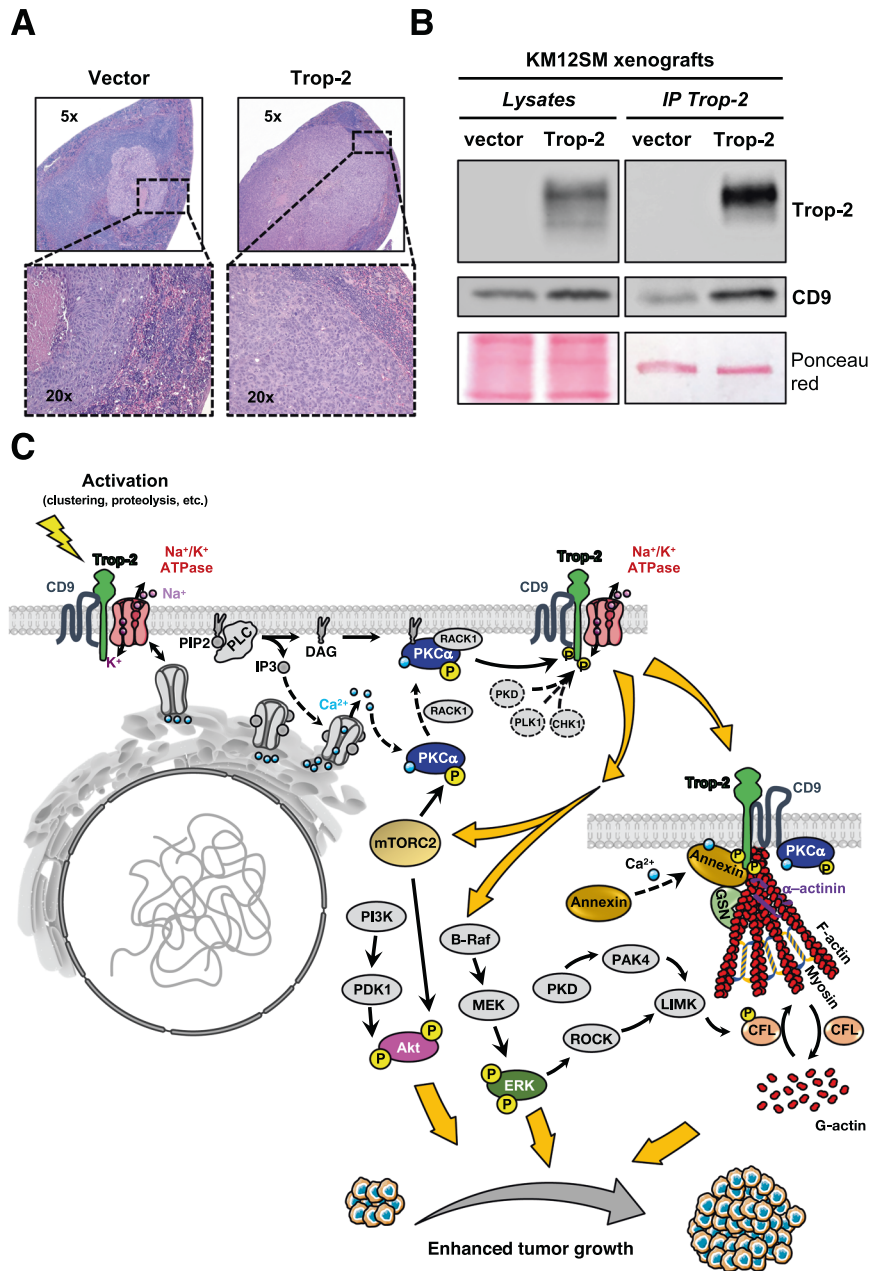 A
Vector
Trop-2
5x
5x
20x
20x
B
KM12SM xenografts
Lysates
IP Trop-2
vector
Trop-2
vector
Trop-2
Trop-2
CD9
Ponceau
red
C
Activation
(clustering, proteolysis, etc.)
Trop-2
Na⁺/K⁺
ATPase
CD9
Na⁺
K⁺
PIP2
PLC
DAG
IP3
Ca²⁺
RACK1
PKCα
P
RACK1
PKCα
P
Trop-2
Na⁺/K⁺
ATPase
CD9
P
P
PKD
PLK1
CHK1
mTORC2
Trop-2
CD9
PKCα
P
Annexin
P
P
Ca²⁺
Annexin
GSN
α–actinin
F-actin
Myosin
PI3K
PDK1
P
P
Akt
B-Raf
MEK
P
P
ERK
PKD
PAK4
ROCK
LIMK
P
CFL
CFL
G-actin
Enhanced tumor growth